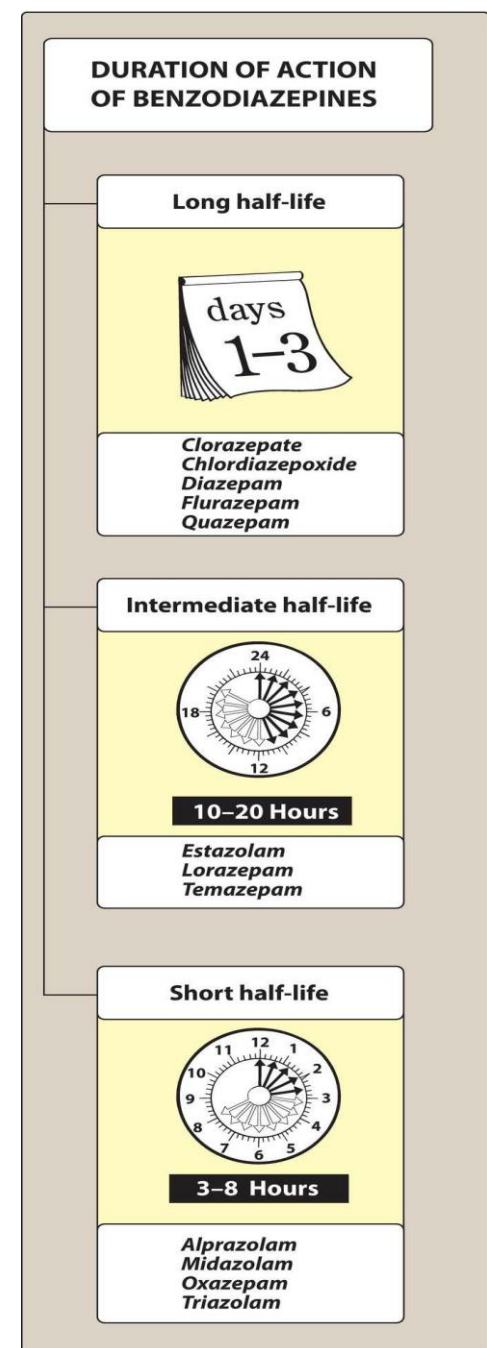 DURATION OF ACTION
OF BENZODIAZEPINES
Long half-life
days
1–3
Clorazepate
Chlordiazepoxide
Diazepam
Flurazepam
Quazepam
Intermediate half-life
24
18
6
12
10–20 Hours
Estazolam
Lorazepam
Temazepam
Short half-life
12
11
1
10
2
9
3
8
4
7
5
6
3–8 Hours
Alprazolam
Midazolam
Oxazepam
Triazolam